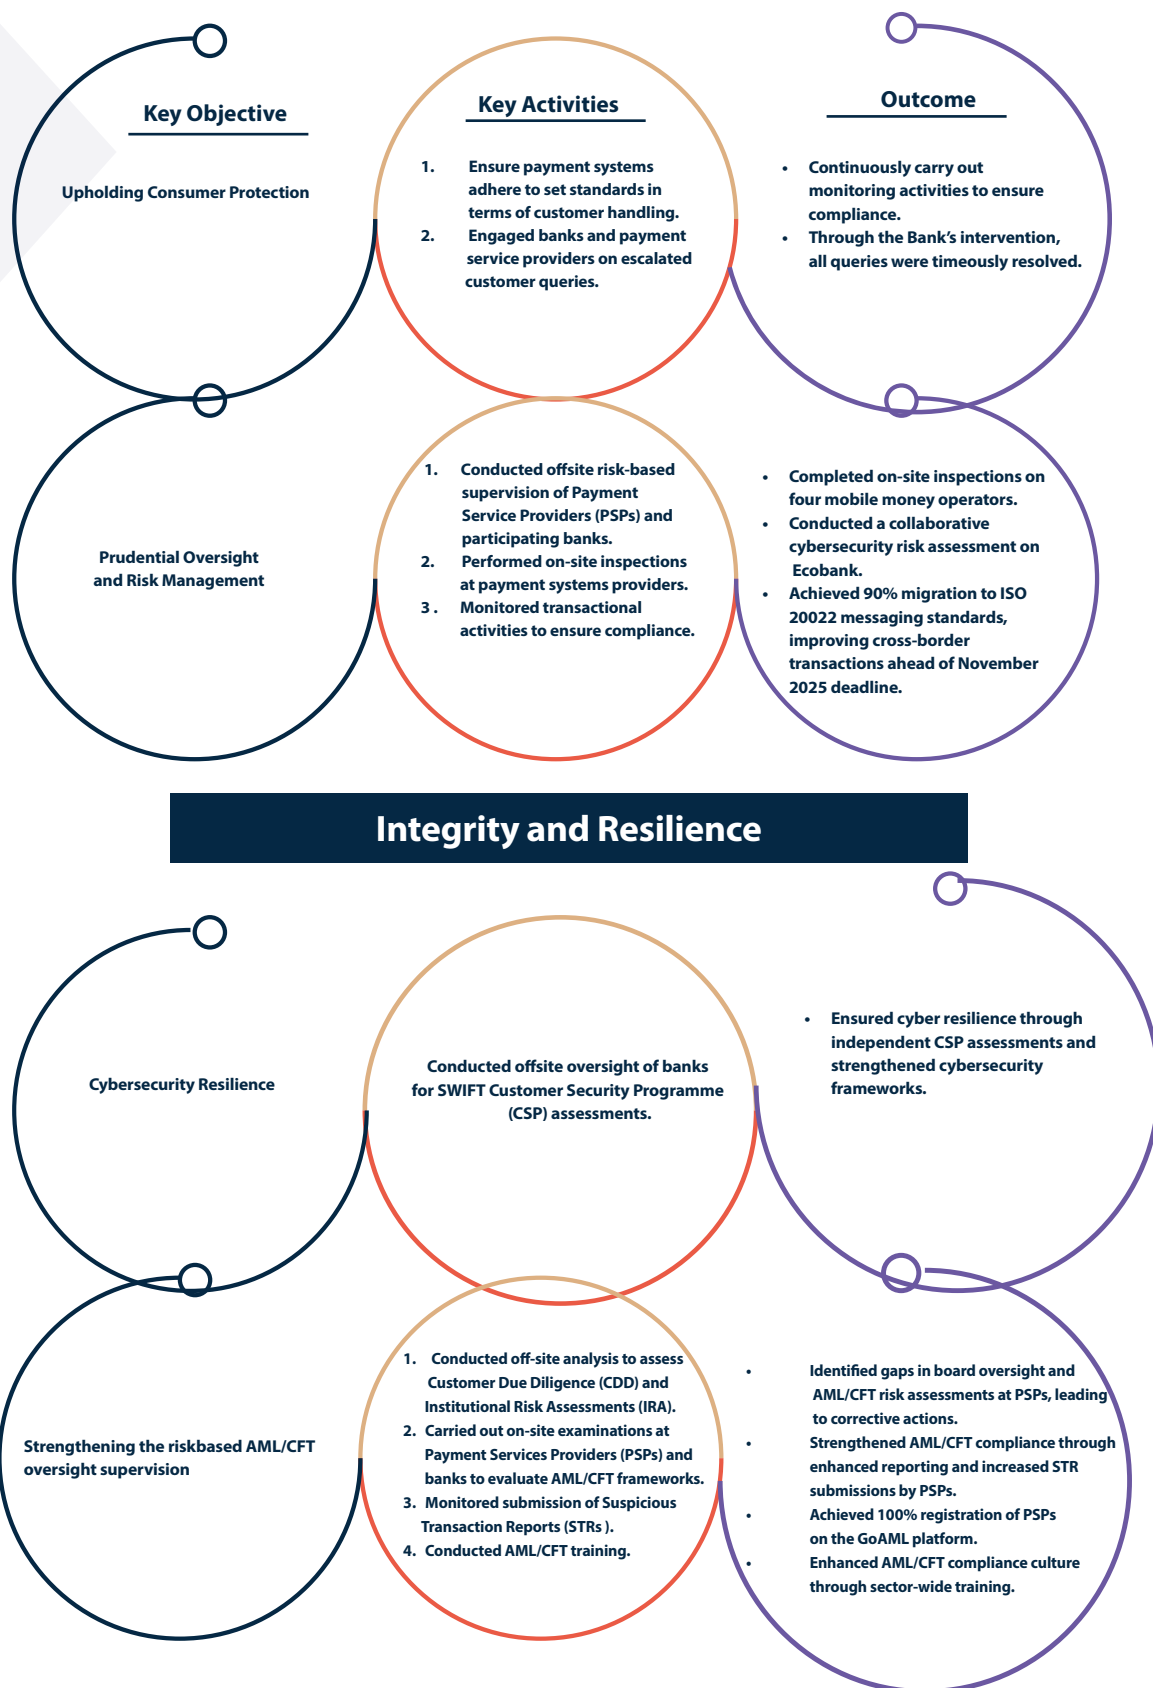 Key Objective
Key Activities
Outcome
Upholding Consumer Protection
1. Ensure payment systems
adhere to set standards in
terms of customer handling.
2. Engaged banks and payment
service providers on escalated
customer queries.
• Continuously carry out
monitoring activities to ensure
compliance.
• Through the Bank's intervention,
all queries were timeously resolved.
Prudential Oversight
and Risk Management
1. Conducted offsite risk-based
supervision of Payment
Service Providers (PSPs) and
participating banks.
2. Performed on-site inspections
at payment systems providers.
3 . Monitored transactional
activities to ensure compliance.
• Completed on-site inspections on
four mobile money operators.
• Conducted a collaborative
cybersecurity risk assessment on
Ecobank.
• Achieved 90% migration to ISO
20022 messaging standards,
improving cross-border
transactions ahead of November
2025 deadline.
Integrity and Resilience
Cybersecurity Resilience
Conducted offsite oversight of banks
for SWIFT Customer Security Programme
(CSP) assessments.
• Ensured cyber resilience through
independent CSP assessments and
strengthened cybersecurity
frameworks.
Strengthening the riskbased AML/CFT
oversight supervision
1. Conducted off-site analysis to assess
Customer Due Diligence (CDD) and
Institutional Risk Assessments (IRA).
2. Carried out on-site examinations at
Payment Services Providers (PSPs) and
banks to evaluate AML/CFT frameworks.
3. Monitored submission of Suspicious
Transaction Reports (STRs ).
4. Conducted AML/CFT training.
• Identified gaps in board oversight and
AML/CFT risk assessments at PSPs, leading
to corrective actions.
• Strengthened AML/CFT compliance through
enhanced reporting and increased STR
submissions by PSPs.
• Achieved 100% registration of PSPs
on the GoAML platform.
• Enhanced AML/CFT compliance culture
through sector-wide training.